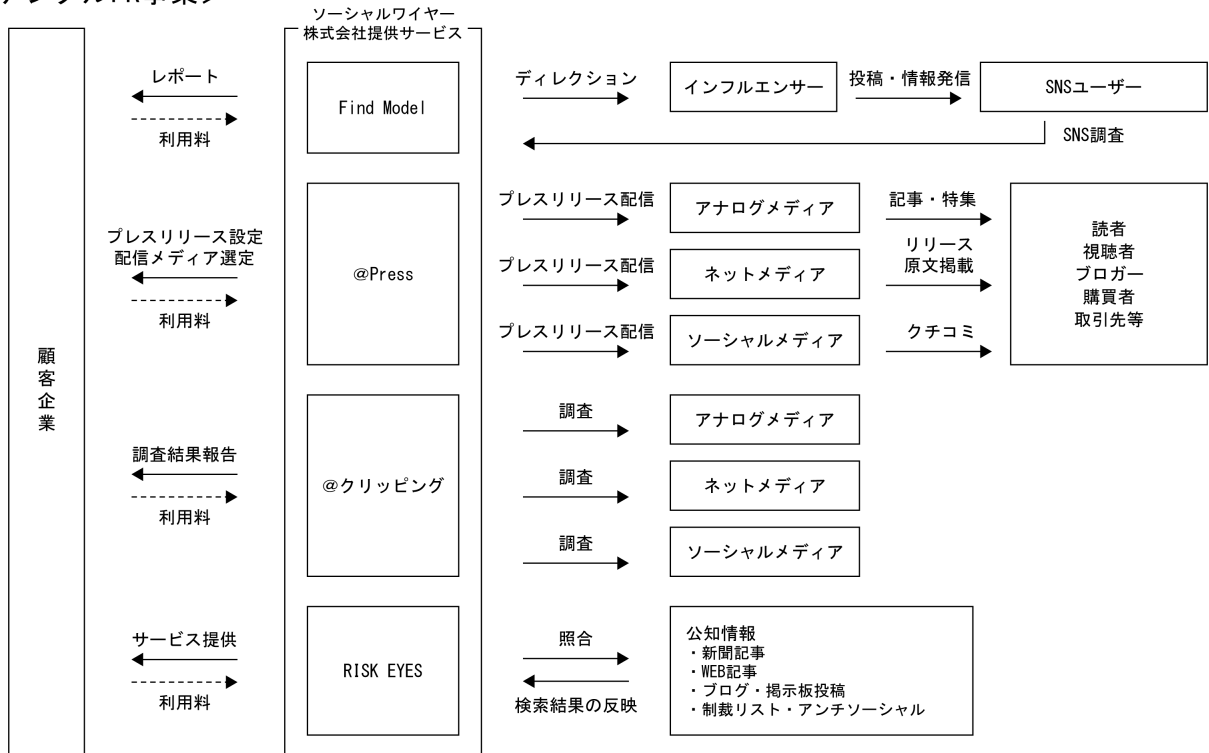 ソーシャルワイヤー
株式会社提供サービス
顧客企業
レポート
利用料
Find Model
ディレクション
インフルエンサー
投稿・情報発信
SNSユーザー
SNS調査
プレスリリース設定
配信メディア選定
利用料
@Press
プレスリリース配信
アナログメディア
記事・特集
プレスリリース配信
ネットメディア
リリース
原文掲載
プレスリリース配信
ソーシャルメディア
クチコミ
読者
視聴者
ブロガー
購買者
取引先等
調査結果報告
利用料
@クリッピング
調査
アナログメディア
調査
ネットメディア
調査
ソーシャルメディア
サービス提供
利用料
RISK EYES
照合
検索結果の反映
公知情報
・新聞記事
・WEB記事
・ブログ・掲示板投稿
・制裁リスト・アンチソーシャル